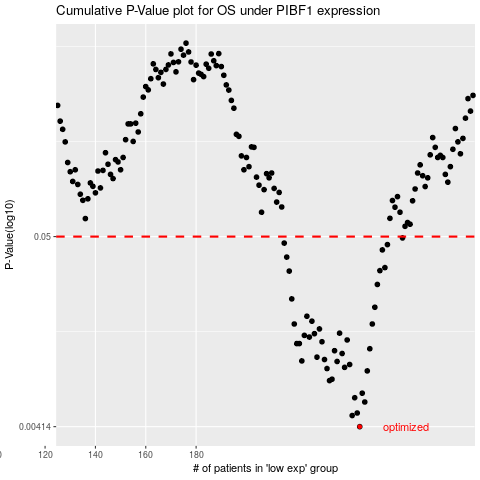 Cumulative P-Value plot for OS under PIBF1 expression
P-Value(log10)
0.05
0.00414
optimized
0 120 140 160 180
# of patients in 'low exp' group